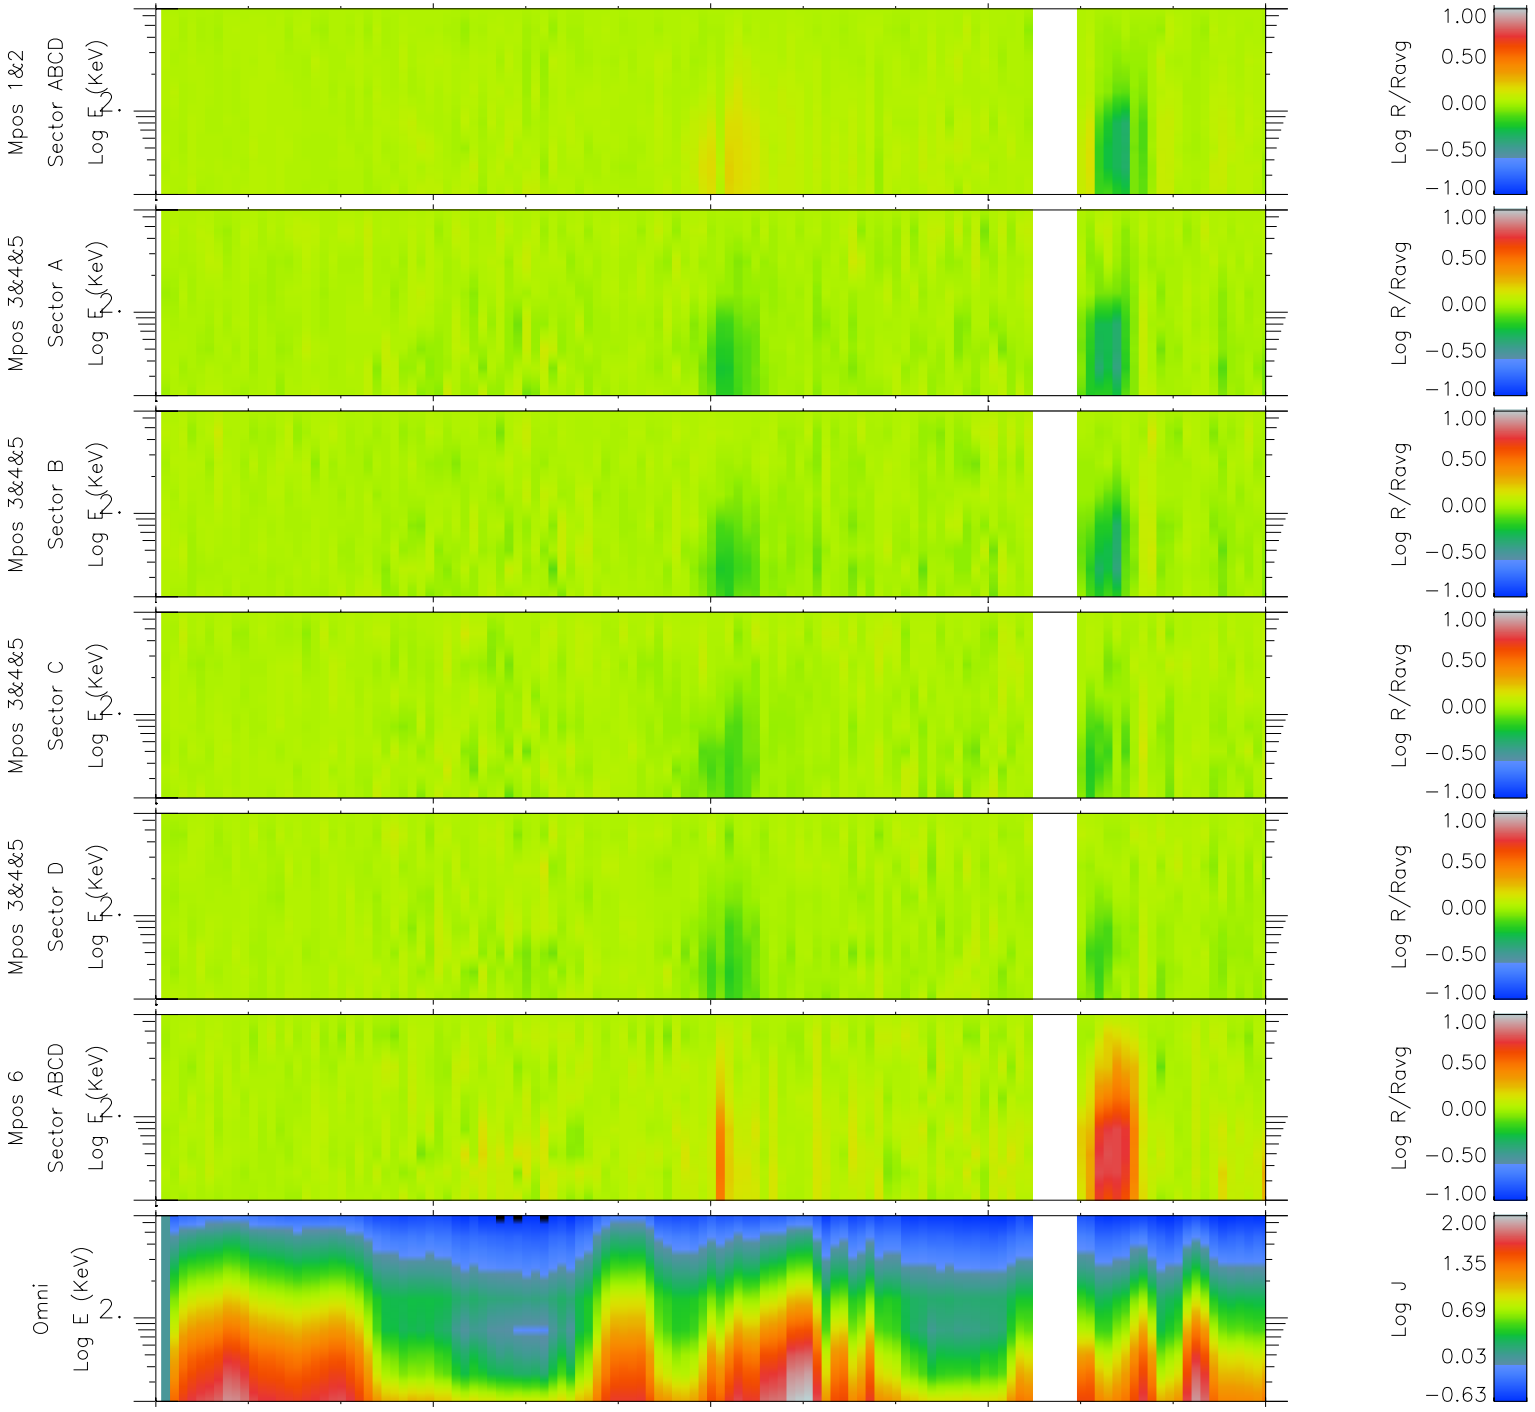 Mpos 1&2
Sector ABCD
Log E (KeV)
2.
Log R/Ravg
1.00
0.50
0.00
−0.50
−1.00
Mpos 3&4&5
Sector A
Log E (KeV)
2.
Log R/Ravg
1.00
0.50
0.00
−0.50
−1.00
Mpos 3&4&5
Sector B
Log E (KeV)
2.
Log R/Ravg
1.00
0.50
0.00
−0.50
−1.00
Mpos 3&4&5
Sector C
Log E (KeV)
2.
Log R/Ravg
1.00
0.50
0.00
−0.50
−1.00
Mpos 3&4&5
Sector D
Log E (KeV)
2.
Log R/Ravg
1.00
0.50
0.00
−0.50
−1.00
Mpos 6
Sector ABCD
Log E (KeV)
2.
Log R/Ravg
1.00
0.50
0.00
−0.50
−1.00
Omni
Log E (KeV)
2.
Log J
2.00
1.35
0.69
0.03
−0.63